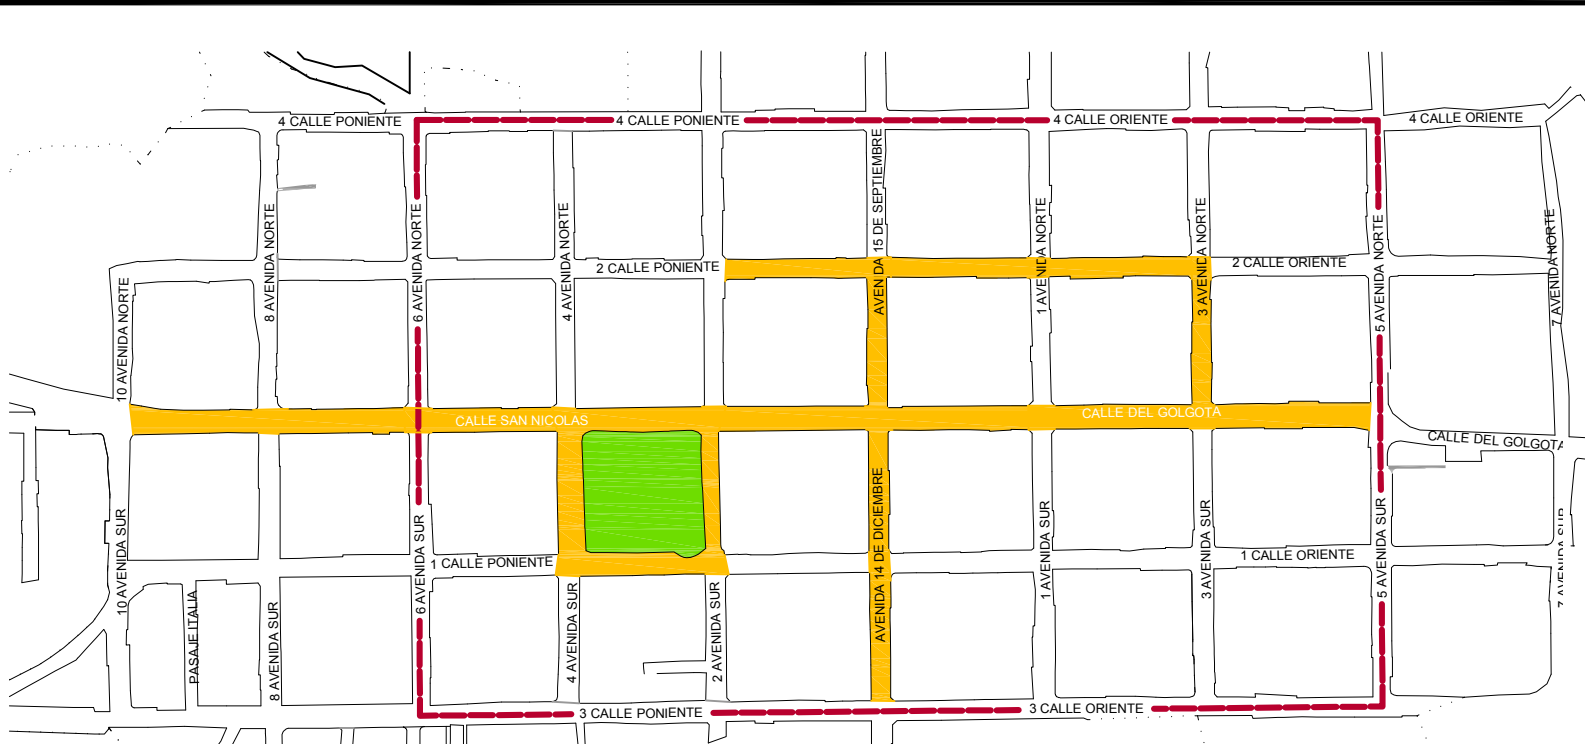 4 CALLE PONIENTE
4 CALLE PONIENTE
4 CALLE ORIENTE
4 CALLE ORIENTE
8 AVENIDA NORTE
6 AVENIDA NORTE
4 AVENIDA NORTE
AVENIDA 15 DE SEPTIEMBRE
1 AVENIDA NORTE
3 AVENIDA NORTE
5 AVENIDA NORTE
7 AVENIDA NORTE
2 CALLE PONIENTE
2 CALLE ORIENTE
10 AVENIDA NORTE
CALLE SAN NICOLAS
CALLE DEL GOLGOTA
CALLE DEL GOLGOTA
10 AVENIDA SUR
6 AVENIDA SUR
AVENIDA 14 DE DICIEMBRE
1 AVENIDA SUR
3 AVENIDA SUR
5 AVENIDA SUR
7 AVENIDA SUR
1 CALLE PONIENTE
1 CALLE ORIENTE
PASAJE ITALIA
8 AVENIDA SUR
4 AVENIDA SUR
2 AVENIDA SUR
3 CALLE PONIENTE
3 CALLE ORIENTE